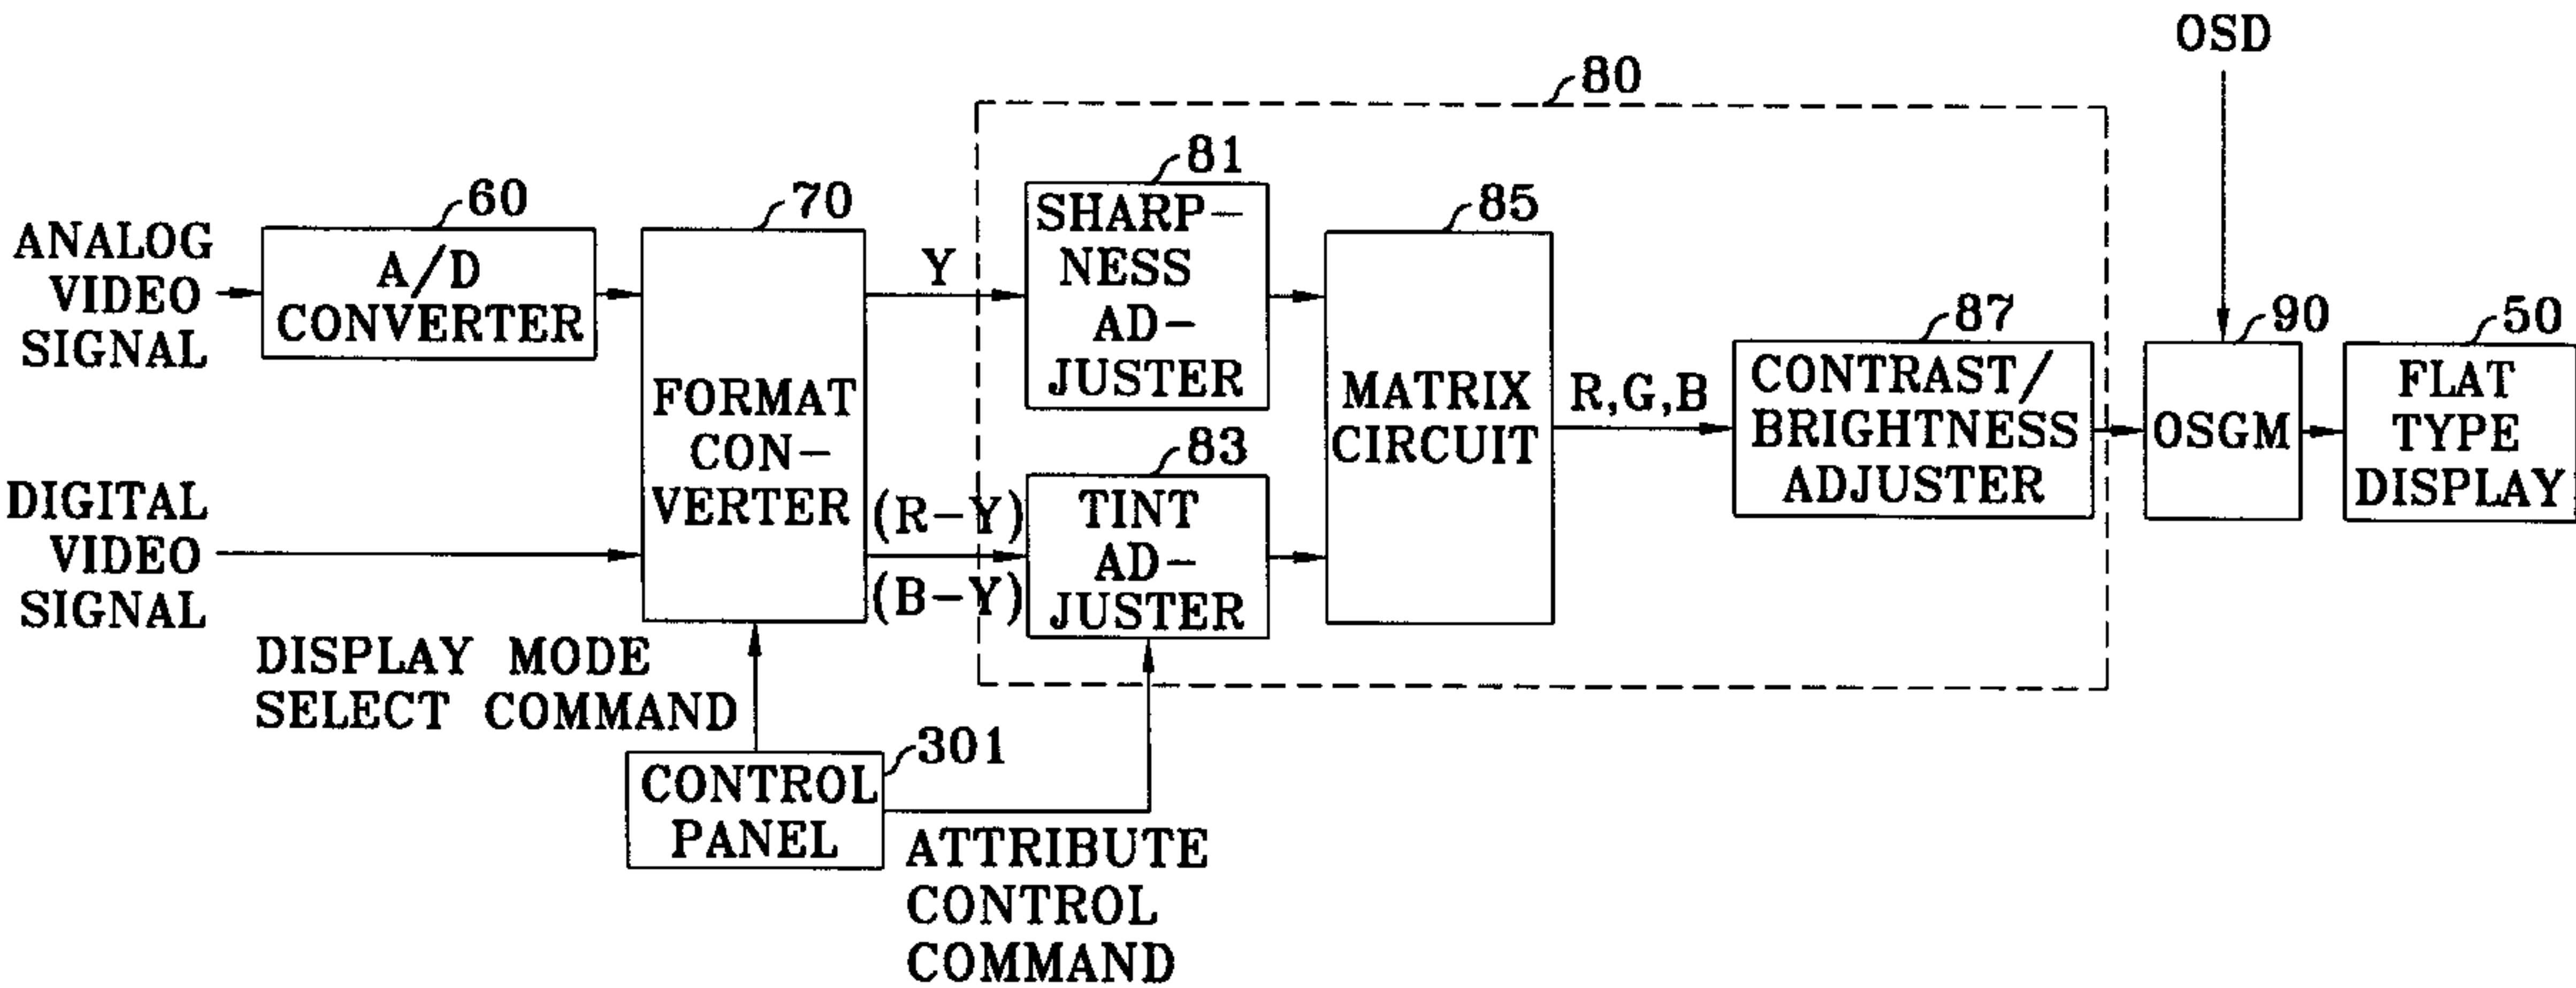 OSD
80
81
60
70
85
ANALOG
VIDEO
SIGNAL
A/D
CONVERTER
Y
SHARP-
NESS
AD-
JUSTER
87
90
50
FORMAT
CON-
VERTER
MATRIX
CIRCUIT
R,G,B
CONTRAST/
BRIGHTNESS
ADJUSTER
OSGM
FLAT
TYPE
DISPLAY
83
DIGITAL
VIDEO
SIGNAL
(R-Y)
(B-Y)
TINT
AD-
JUSTER
DISPLAY MODE
SELECT COMMAND
301
CONTROL
PANEL
ATTRIBUTE
CONTROL
COMMAND